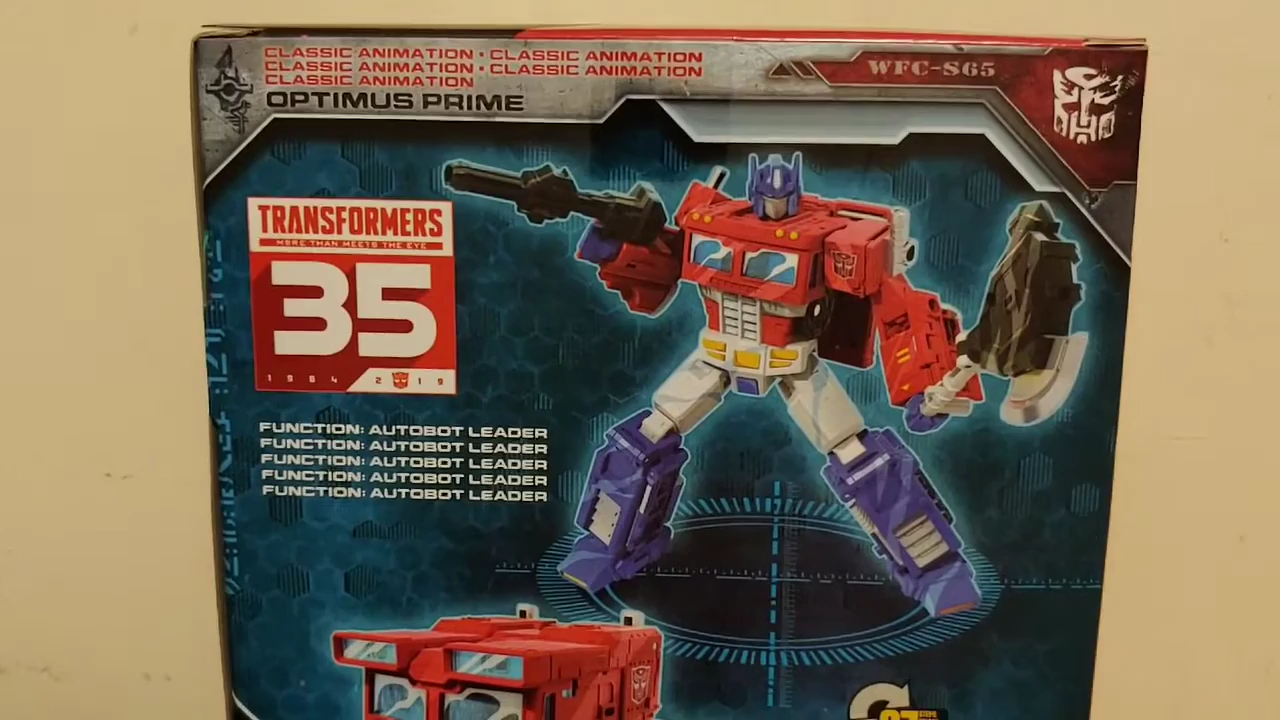 CLASSIC ANIMATION · CLASSIC ANIMATION
CLASSIC ANIMATION · CLASSIC ANIMATION
CLASSIC ANIMATION
OPTIMUS PRIME
WFC-S65
TRANSFORMERS
MORE THAN MEETS THE EYE
35
1984 2019
FUNCTION: AUTOBOT LEADER
FUNCTION: AUTOBOT LEADER
FUNCTION: AUTOBOT LEADER
FUNCTION: AUTOBOT LEADER
FUNCTION: AUTOBOT LEADER